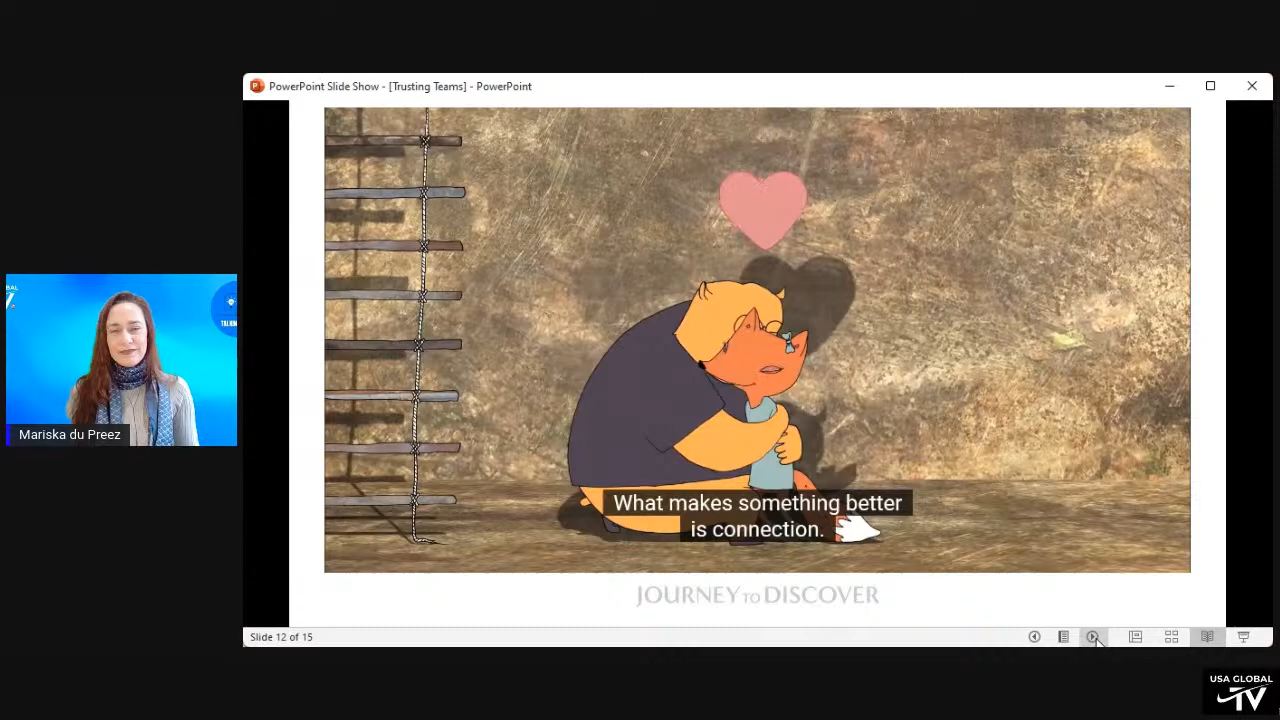 PowerPoint Slide Show - [Trusting Teams] - PowerPoint
What makes something better
is connection.
JOURNEY TO DISCOVER
Slide 12 of 15
Mariska du Preez
USA GLOBAL
TV